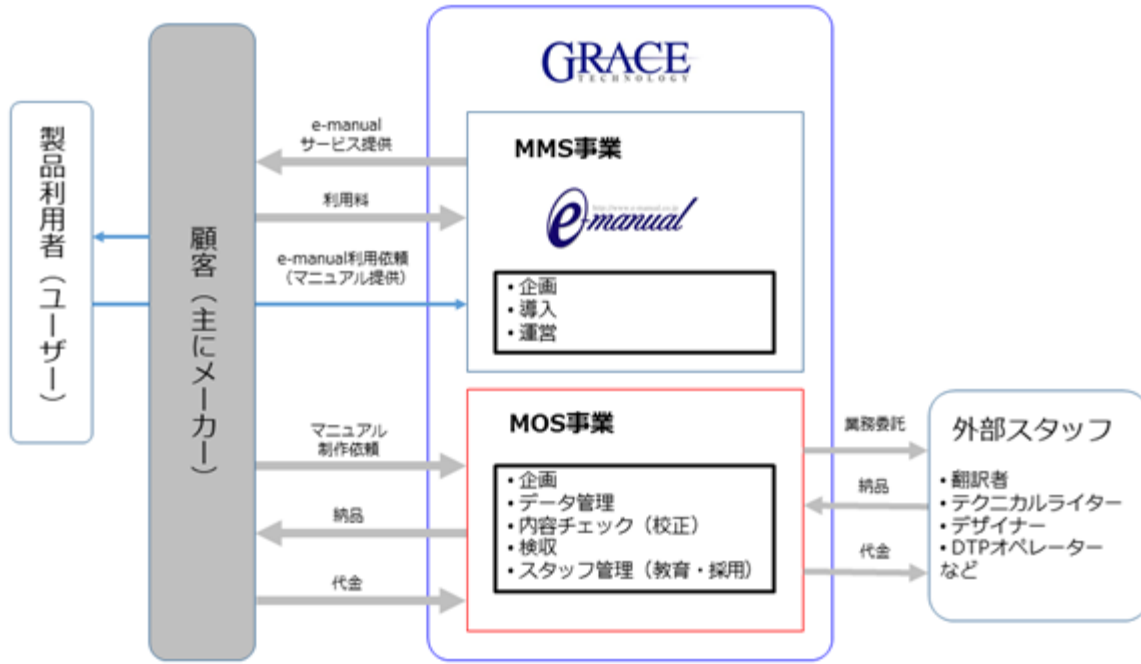 製品利用者（ユーザー）
顧客（主にメーカー）
GRACE
TECHNOLOGY
e-manual
サービス提供
利用料
e-manual利用依頼
（マニュアル提供）
MMS事業
http://www.e-manual.co.jp
e-manual
・企画
・導入
・運営
マニュアル
制作依頼
納品
代金
MOS事業
・企画
・データ管理
・内容チェック（校正）
・検収
・スタッフ管理（教育・採用）
業務委託
納品
代金
外部スタッフ
・翻訳者
・テクニカルライター
・デザイナー
・DTPオペレーター
など